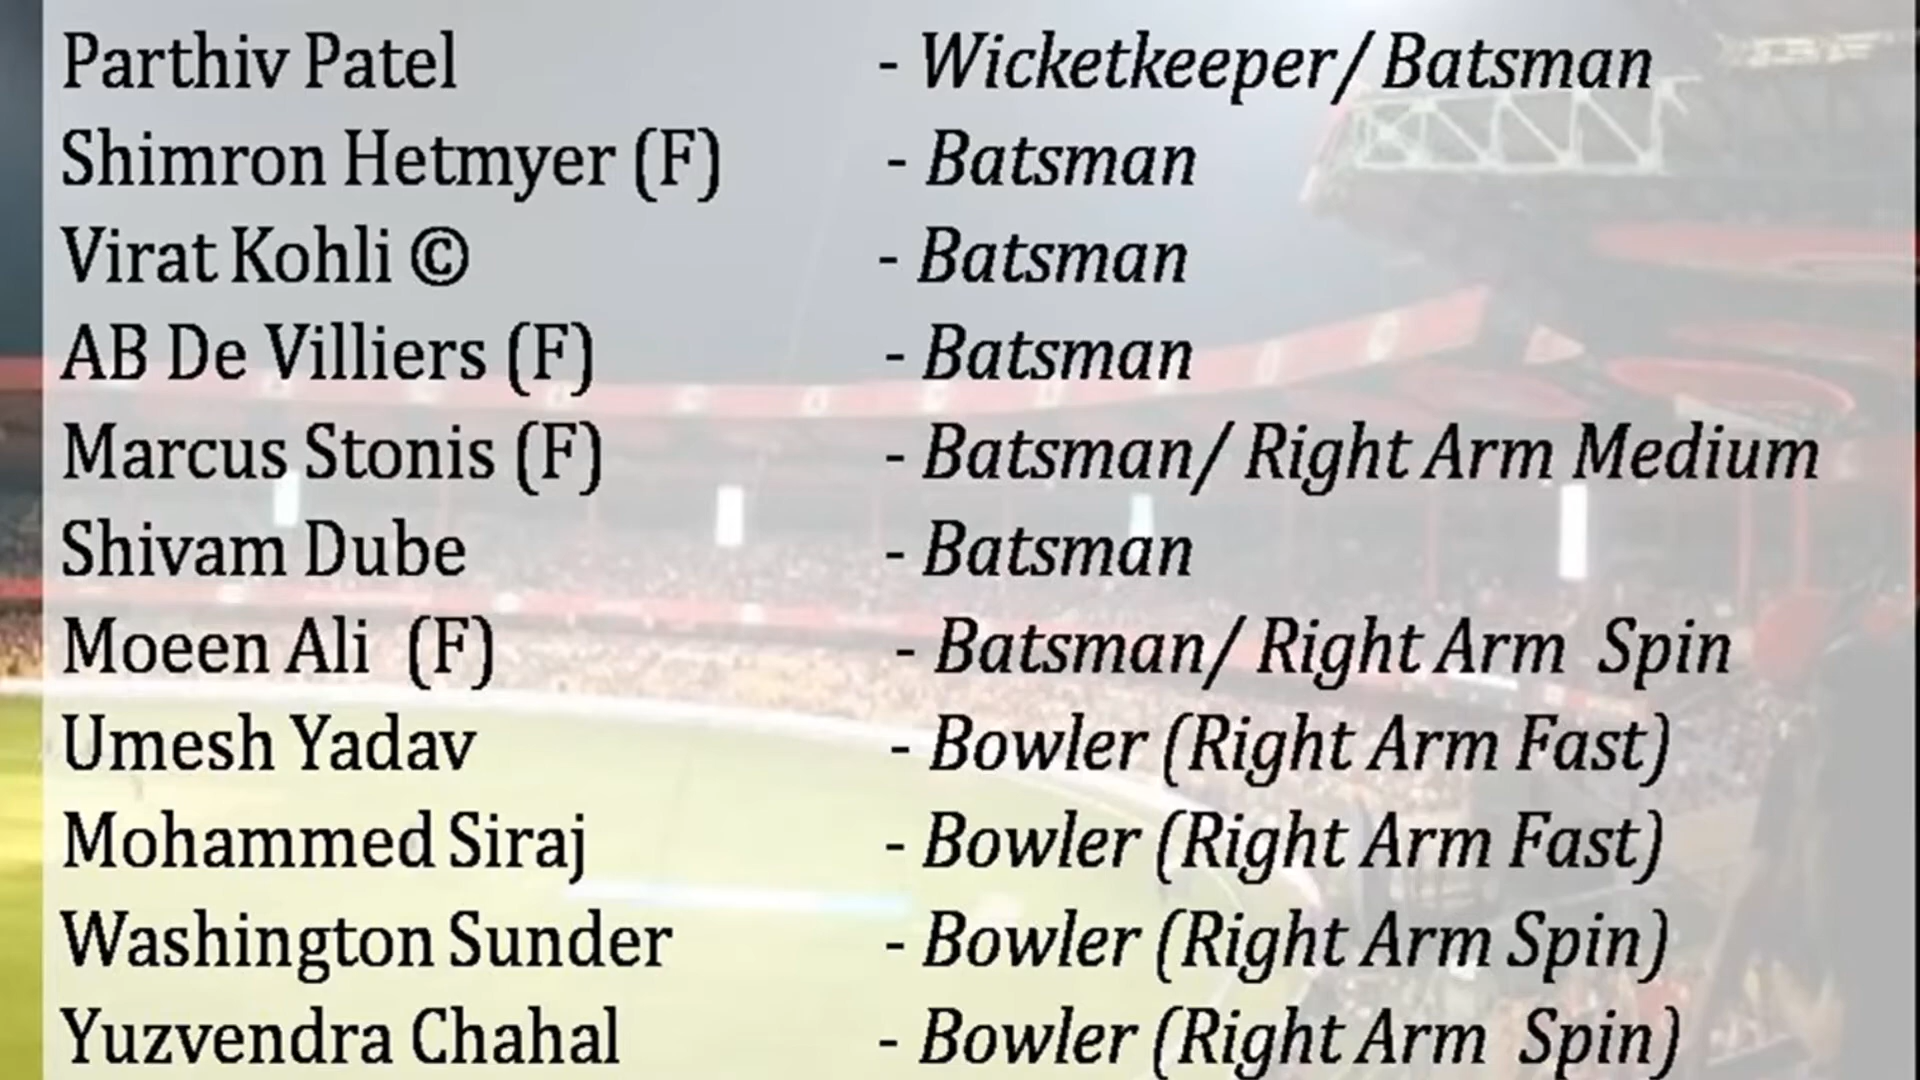 Parthiv Patel - Wicketkeeper/ Batsman
Shimron Hetmyer (F) - Batsman
Virat Kohli © - Batsman
AB De Villiers (F) - Batsman
Marcus Stonis (F) - Batsman/ Right Arm Medium
Shivam Dube - Batsman
Moeen Ali (F) - Batsman/ Right Arm Spin
Umesh Yadav - Bowler (Right Arm Fast)
Mohammed Siraj - Bowler (Right Arm Fast)
Washington Sunder - Bowler (Right Arm Spin)
Yuzvendra Chahal - Bowler (Right Arm Spin)